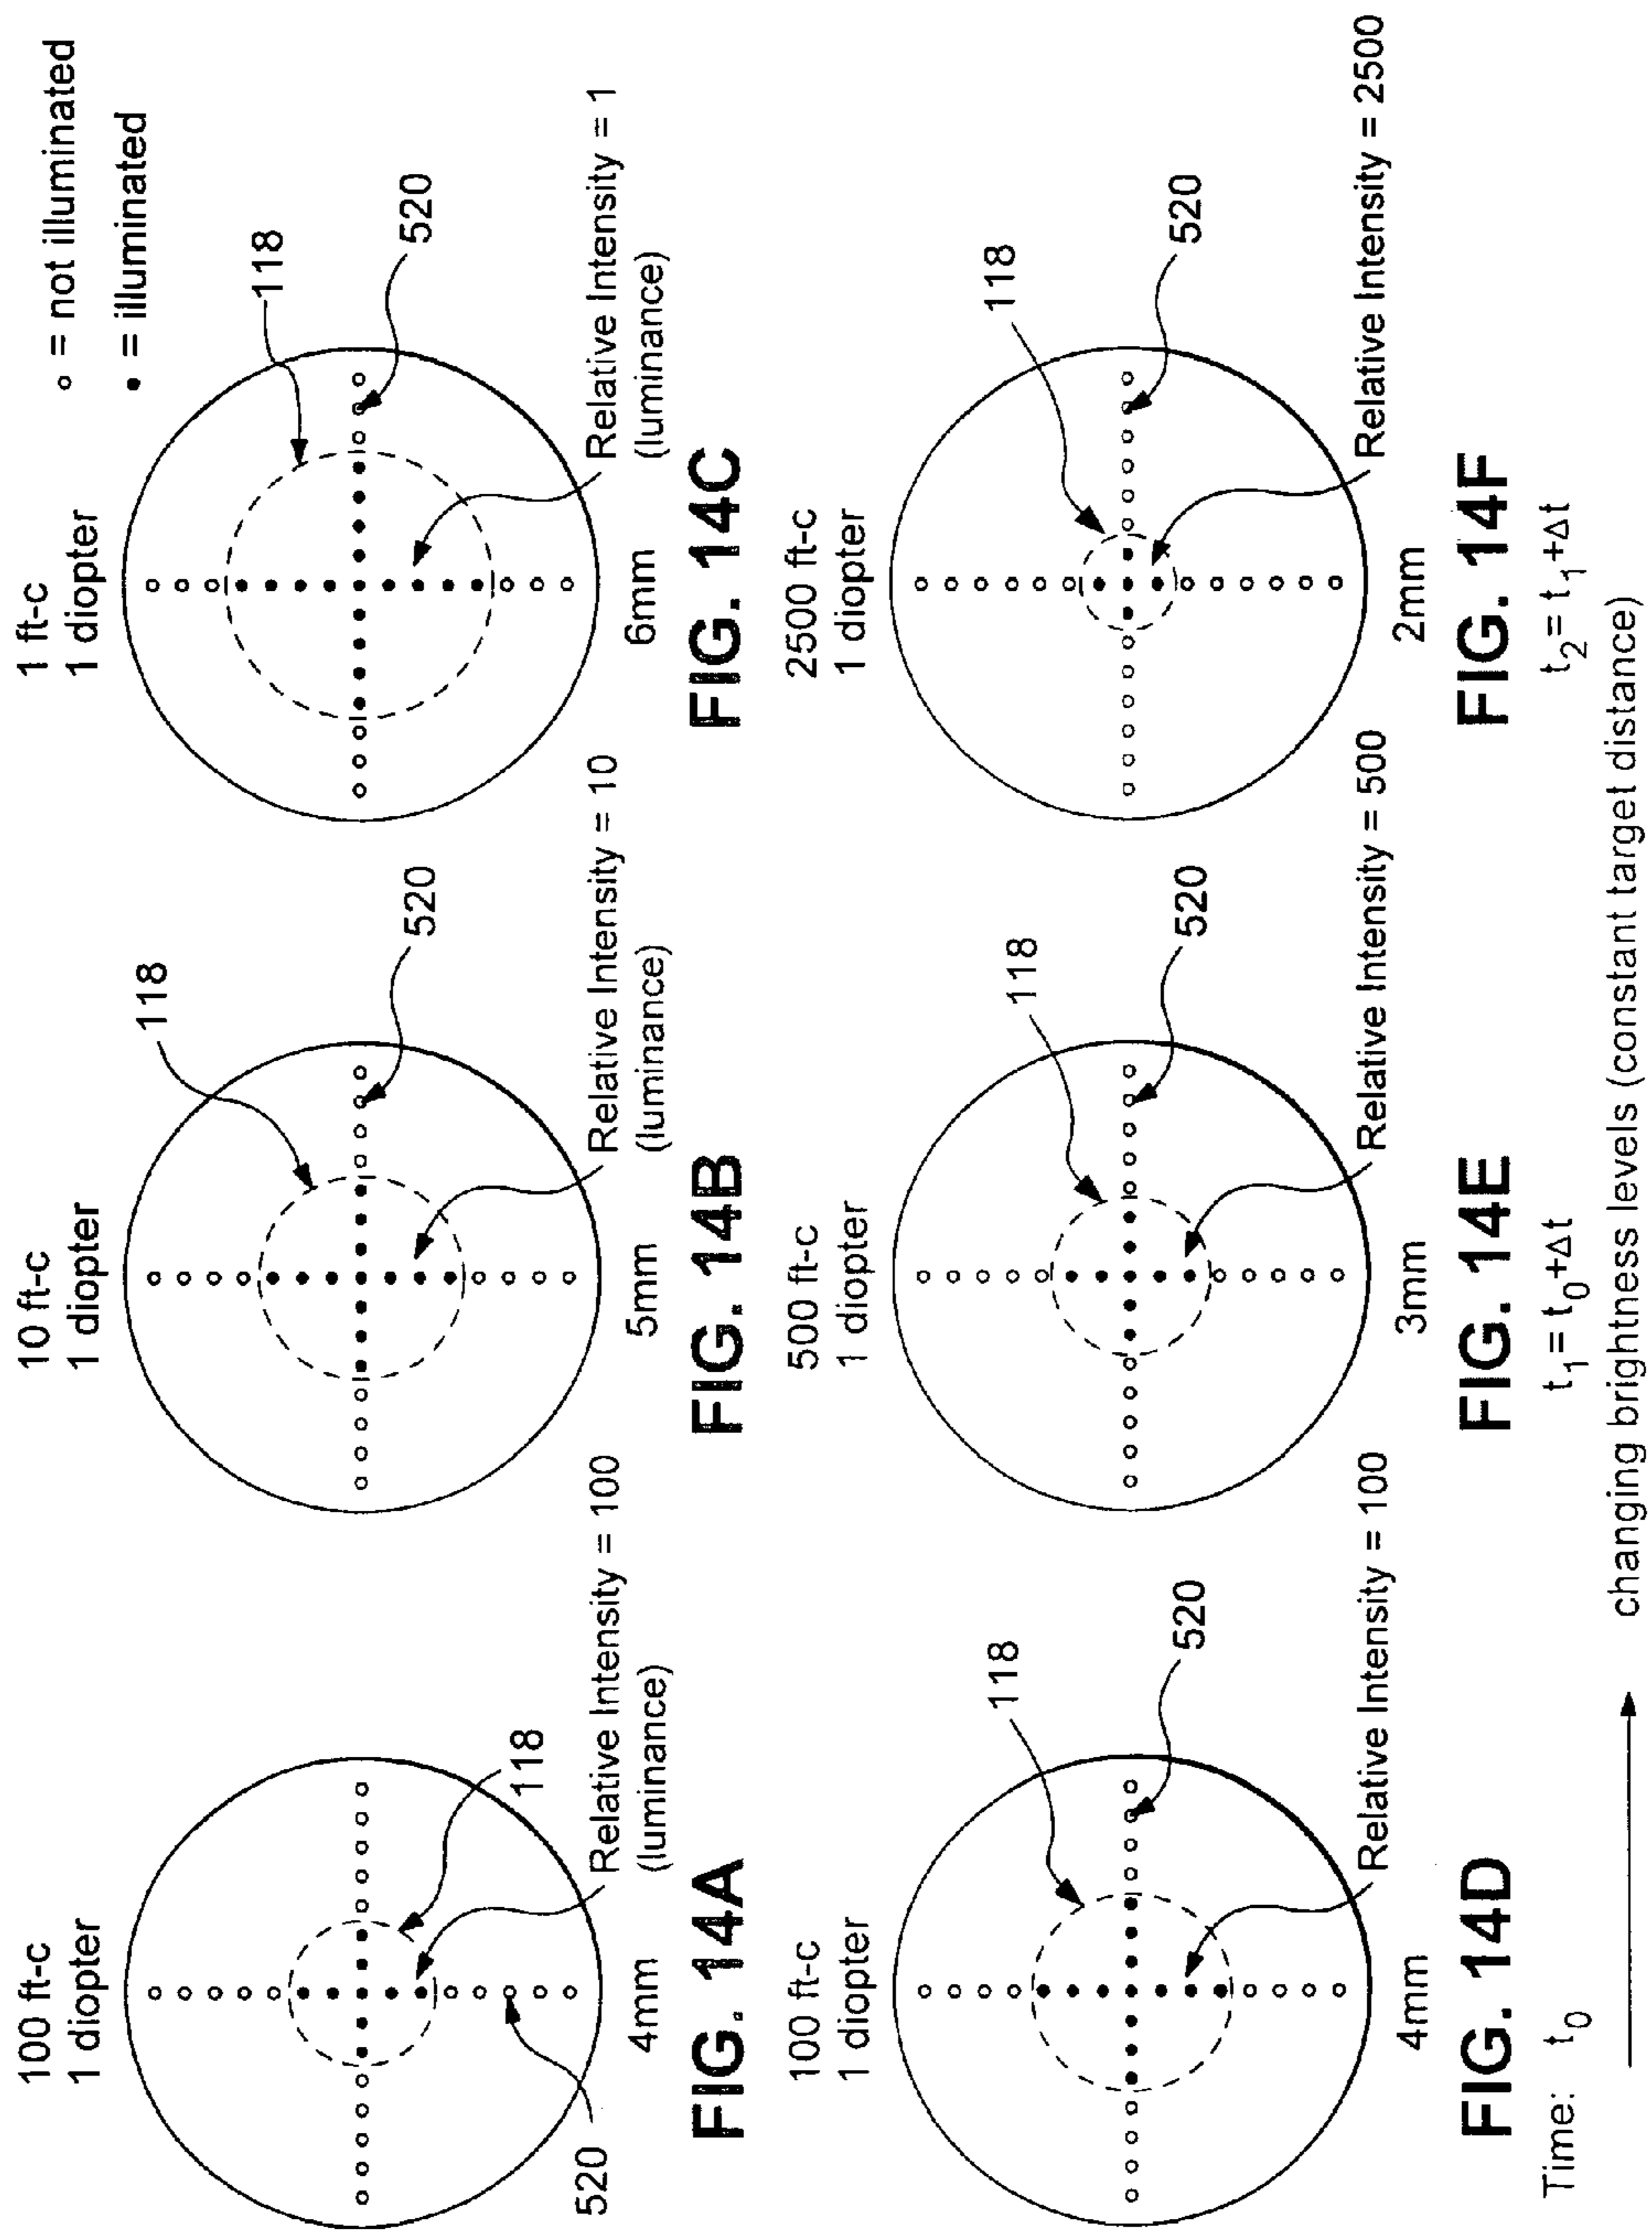 ○ = not illuminated
● = illuminated
100 ft-c
1 diopter
118
520
Relative Intensity = 100
(luminance)
4mm
FIG. 14A
10 ft-c
1 diopter
118
520
Relative Intensity = 10
(luminance)
5mm
FIG. 14B
1 ft-c
1 diopter
118
520
Relative Intensity = 1
(luminance)
6mm
FIG. 14C
100 ft-c
1 diopter
118
520
Relative Intensity = 100
4mm
FIG. 14D
500 ft-c
1 diopter
118
520
Relative Intensity = 500
3mm
FIG. 14E
2500 ft-c
1 diopter
118
520
Relative Intensity = 2500
2mm
FIG. 14F
Time: t₀
t₁ = t₀+Δt
t₂ = t₁+Δt
changing brightness levels (constant target distance)